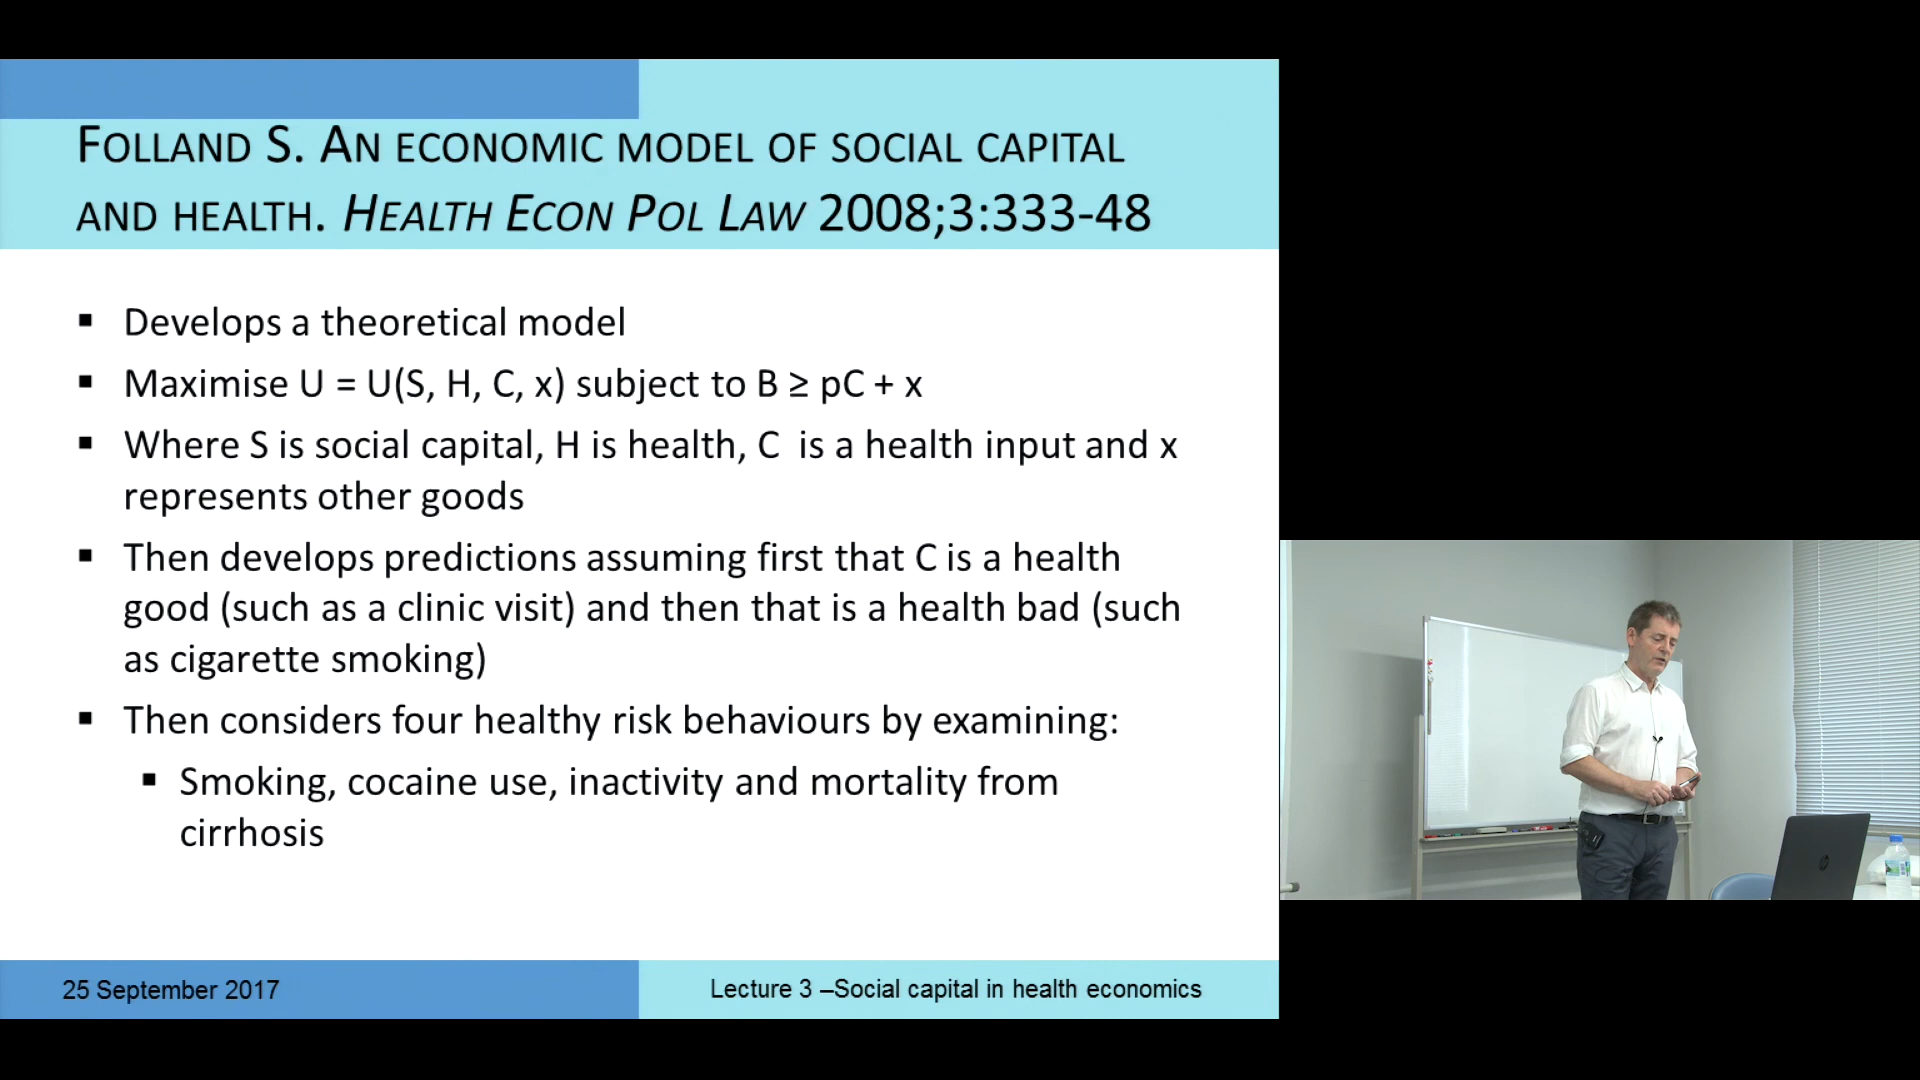 FOLLAND S. AN ECONOMIC MODEL OF SOCIAL CAPITAL
AND HEALTH. HEALTH ECON POL LAW 2008;3:333-48
▪ Develops a theoretical model
▪ Maximise U = U(S, H, C, x) subject to B ≥ pC + x
▪ Where S is social capital, H is health, C is a health input and x
represents other goods
▪ Then develops predictions assuming first that C is a health
good (such as a clinic visit) and then that is a health bad (such
as cigarette smoking)
▪ Then considers four healthy risk behaviours by examining:
▪ Smoking, cocaine use, inactivity and mortality from
cirrhosis
25 September 2017
Lecture 3 –Social capital in health economics